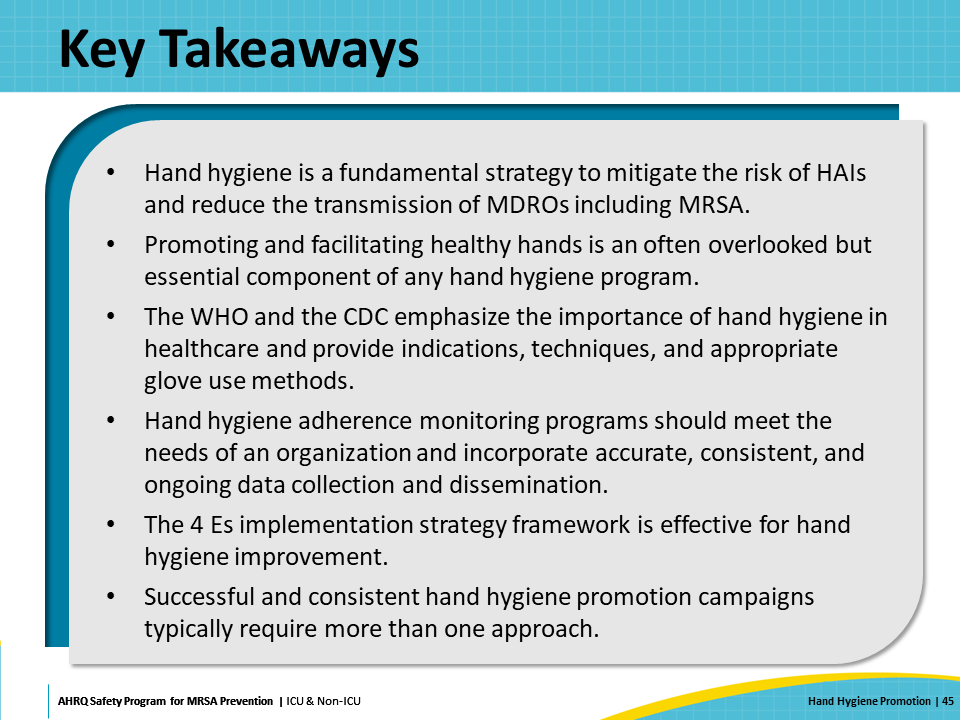 Key Takeaways
• Hand hygiene is a fundamental strategy to mitigate the risk of HAIs
and reduce the transmission of MDROs including MRSA.
• Promoting and facilitating healthy hands is an often overlooked but
essential component of any hand hygiene program.
• The WHO and the CDC emphasize the importance of hand hygiene in
healthcare and provide indications, techniques, and appropriate
glove use methods.
• Hand hygiene adherence monitoring programs should meet the
needs of an organization and incorporate accurate, consistent, and
ongoing data collection and dissemination.
• The 4 Es implementation strategy framework is effective for hand
hygiene improvement.
• Successful and consistent hand hygiene promotion campaigns
typically require more than one approach.
AHRQ Safety Program for MRSA Prevention | ICU & Non-ICU
Hand Hygiene Promotion | 45